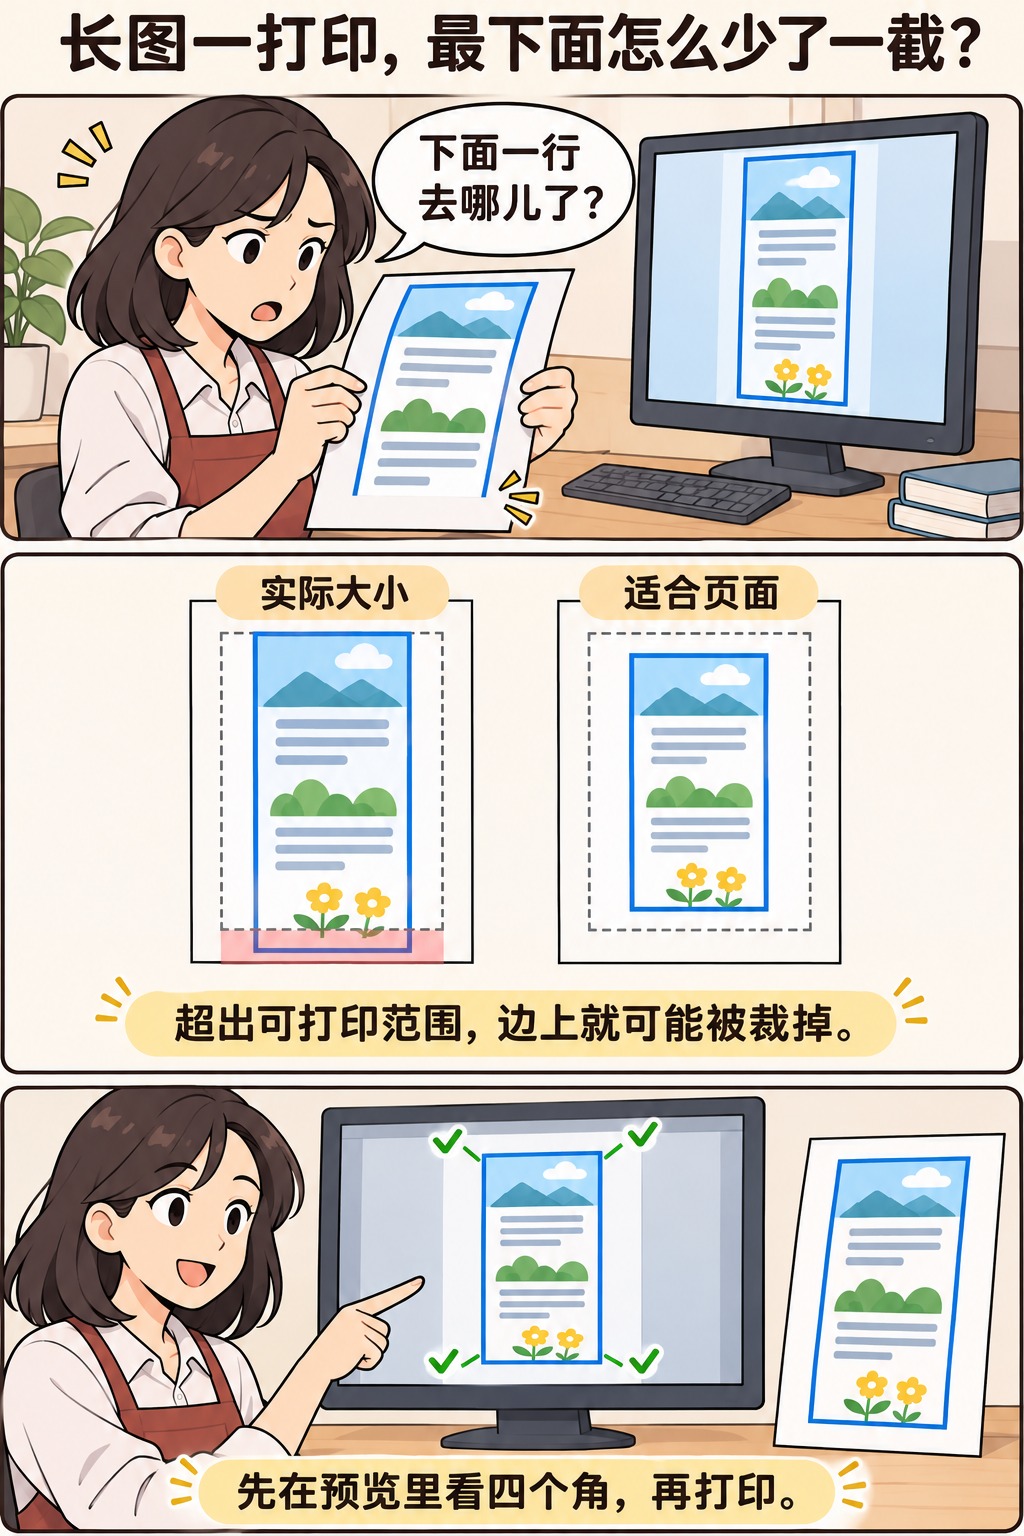 长图一打印，最下面怎么少了一截？
下面一行
去哪儿了？
实际大小
适合页面
超出可打印范围，边上就可能被裁掉。
先在预览里看四个角，再打印。